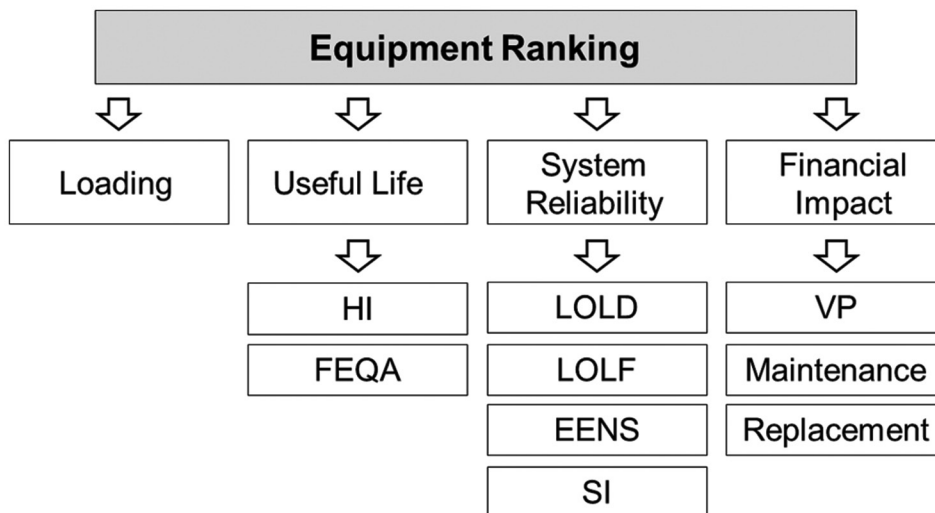 Equipment Ranking
Loading
Useful Life
System
Reliability
Financial
Impact
HI
FEQA
LOLD
LOLF
EENS
SI
VP
Maintenance
Replacement